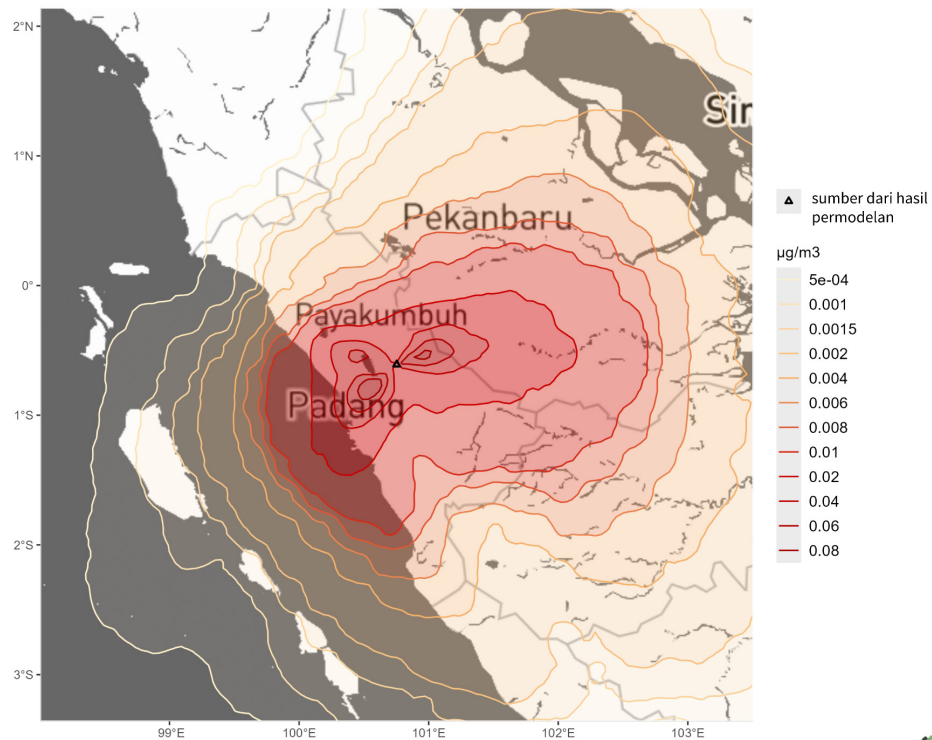 2°N
1°N
0°
1°S
2°S
3°S
99°E
100°E
101°E
102°E
103°E
Sir
Pekanbaru
Payakumbuh
Padang
sumber dari hasil
permodelan
µg/m3
5e-04
0.001
0.0015
0.002
0.004
0.006
0.008
0.01
0.02
0.04
0.06
0.08